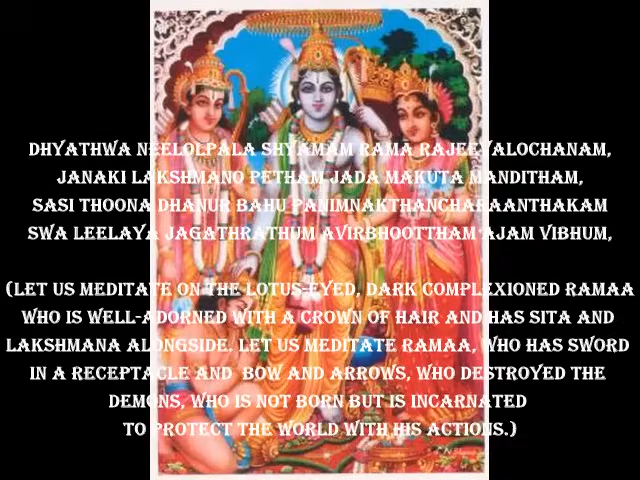 DHYATHWA NEELOLPALA SHYAMAM RAMA RAJEEVALOCHANAM,
JANAKI LAKSHMANO PETHAM JADA MAKUTA MANDITHAM,
SASI THOONA DHANUR BAHU PANIMNAKTHANCHARAANTHAKAM
SWA LEELAYA JAGATHRATHUM AVIRBHOOTTHAM AJAM VIBHUM,
(LET US MEDITATE ON THE LOTUS-EYED, DARK COMPLEXIONED RAMAA
WHO IS WELL-ADORNED WITH A CROWN OF HAIR AND HAS SITA AND
LAKSHMANA ALONGSIDE. LET US MEDITATE RAMAA, WHO HAS SWORD
IN A RECEPTACLE AND BOW AND ARROWS, WHO DESTROYED THE
DEMONS, WHO IS NOT BORN BUT IS INCARNATED
TO PROTECT THE WORLD WITH HIS ACTIONS.)